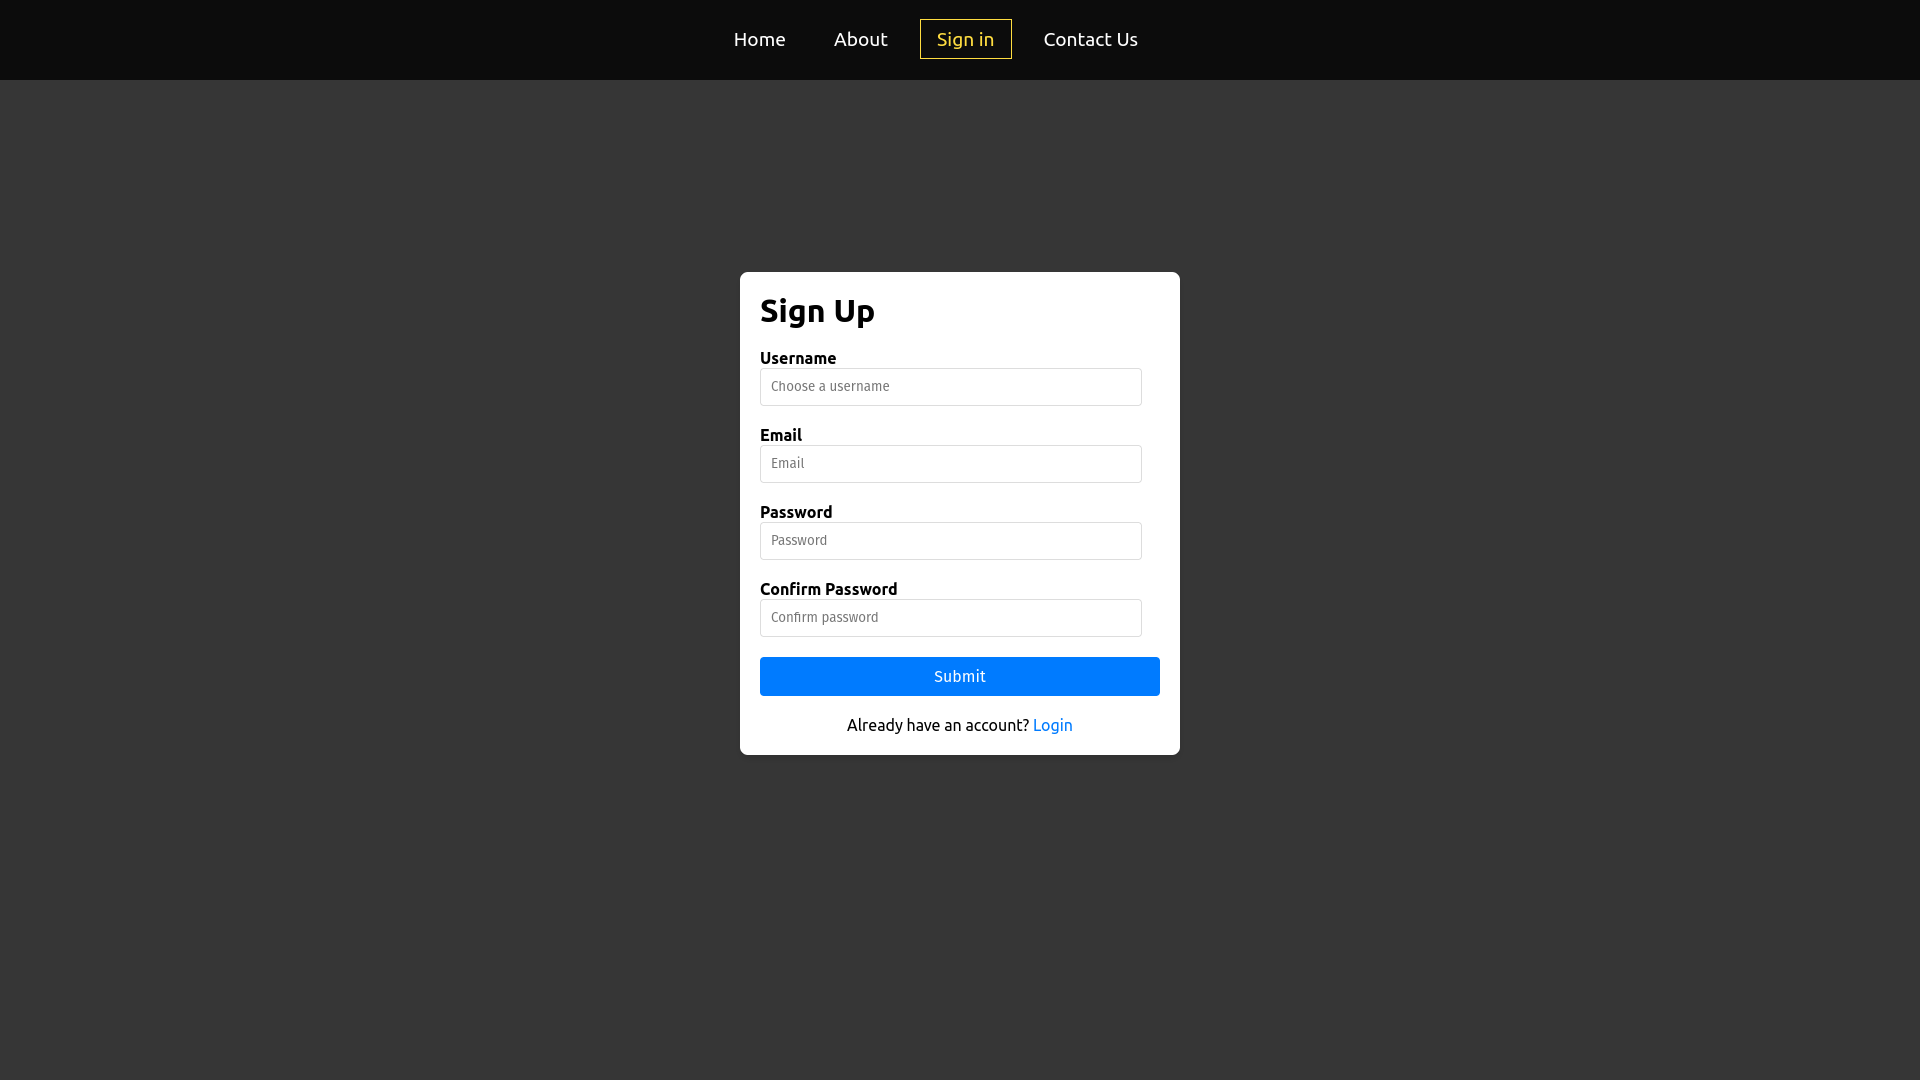 Home About Sign in Contact Us
Sign Up
Username
Choose a username
Email
Email
Password
Password
Confirm Password
Confirm password
Submit
Already have an account? Login